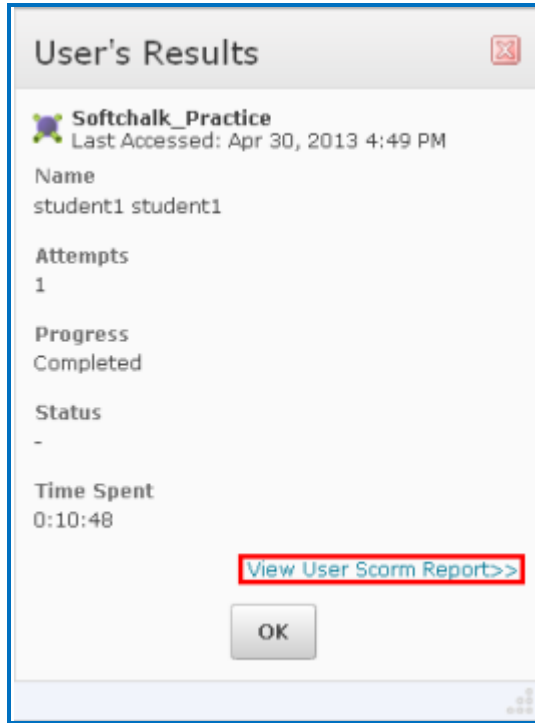 User's Results
Softchalk_Practice
Last Accessed: Apr 30, 2013 4:49 PM
Name
student1 student1
Attempts
1
Progress
Completed
Status
-
Time Spent
0:10:48
View User Scorm Report>>
OK